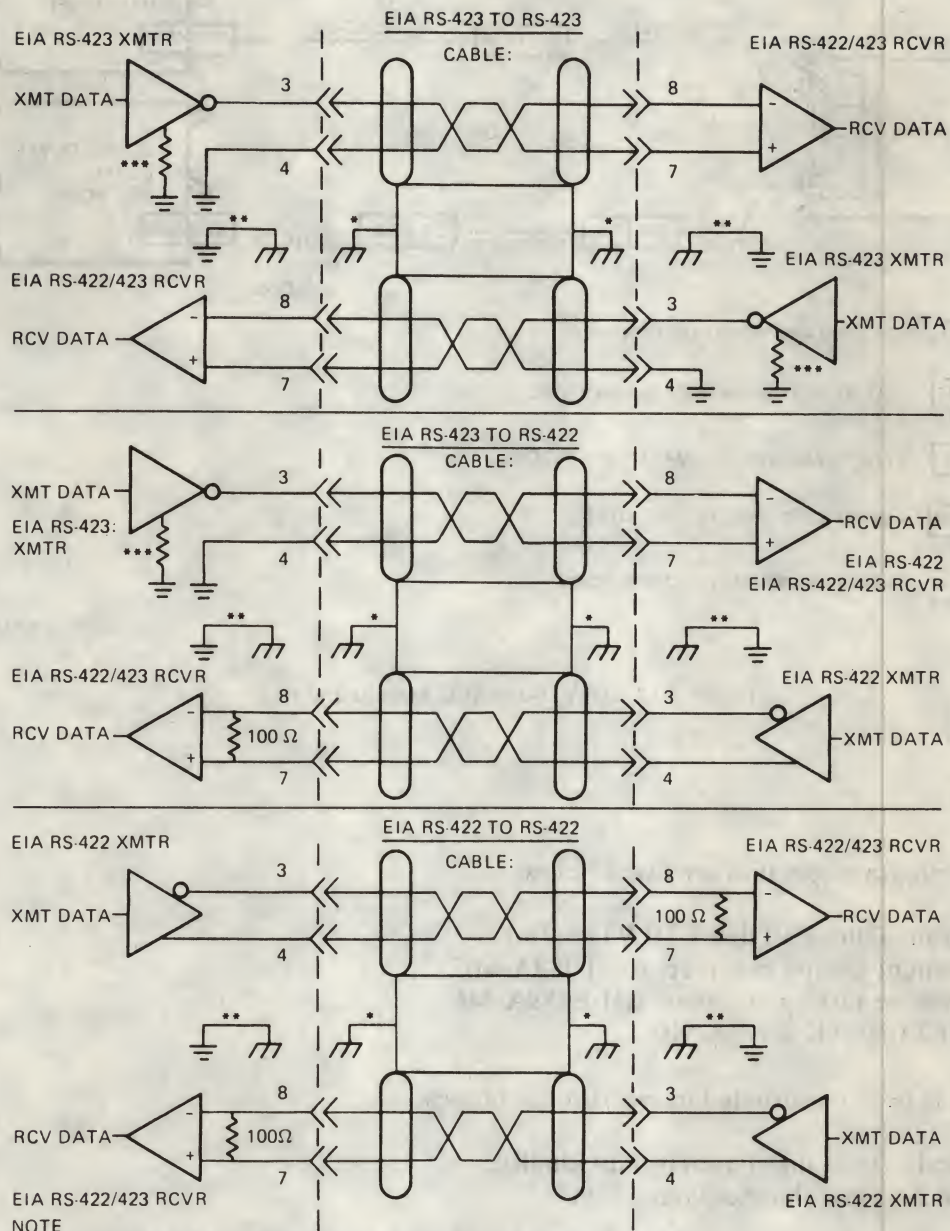 EIA RS-423 TO RS-423
EIA RS-423 XMTR
CABLE:
EIA RS-422/423 RCVR
3
8
XMT DATA
-
RCV DATA
***
+
4
7
*
*
**
**
EIA RS-422/423 RCVR
EIA RS-423 XMTR
8
3
-
RCV DATA
XMT DATA
+
***
7
4
EIA RS-423 TO RS-422
CABLE:
3
8
XMT DATA
-
EIA RS-423:
RCV DATA
XMTR
***
+
4
7
EIA RS-422
EIA RS-422/423 RCVR
*
*
**
**
EIA RS-422/423 RCVR
EIA RS-422 XMTR
8
3
-
RCV DATA
100 Ω
XMT DATA
+
7
4
EIA RS-422 TO RS-422
EIA RS-422 XMTR
CABLE:
EIA RS-422/423 RCVR
3
8
-
XMT DATA
100 Ω
RCV DATA
+
4
7
*
*
**
**
8
3
-
RCV DATA
100Ω
XMT DATA
+
7
4
EIA RS-422/423 RCVR
EIA RS-422 XMTR
NOTE